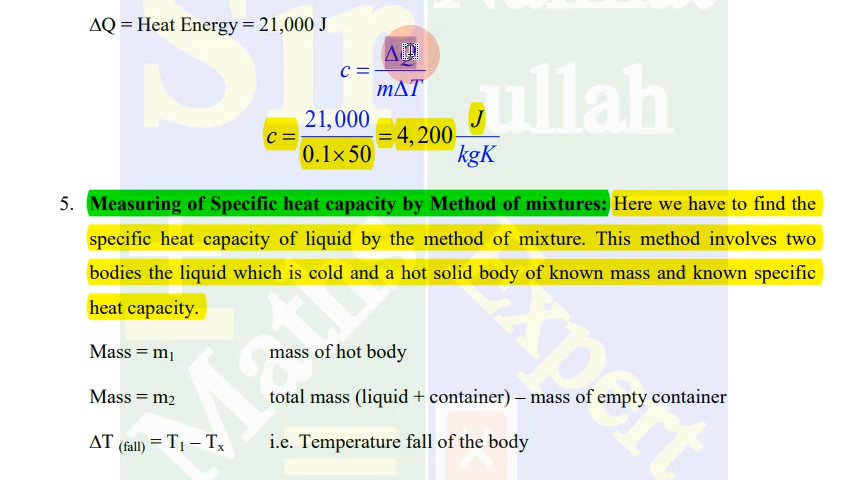 ΔQ = Heat Energy = 21,000 J
c = ΔQ / mΔT
c = 21,000 / 0.1×50 = 4,200 J / kgK
5. Measuring of Specific heat capacity by Method of mixtures: Here we have to find the
specific heat capacity of liquid by the method of mixture. This method involves two
bodies the liquid which is cold and a hot solid body of known mass and known specific
heat capacity.
Mass = m₁ mass of hot body
Mass = m₂ total mass (liquid + container) – mass of empty container
ΔT (fall) = T₁ – Tₓ i.e. Temperature fall of the body
Sir
ullah
Maths
Expert